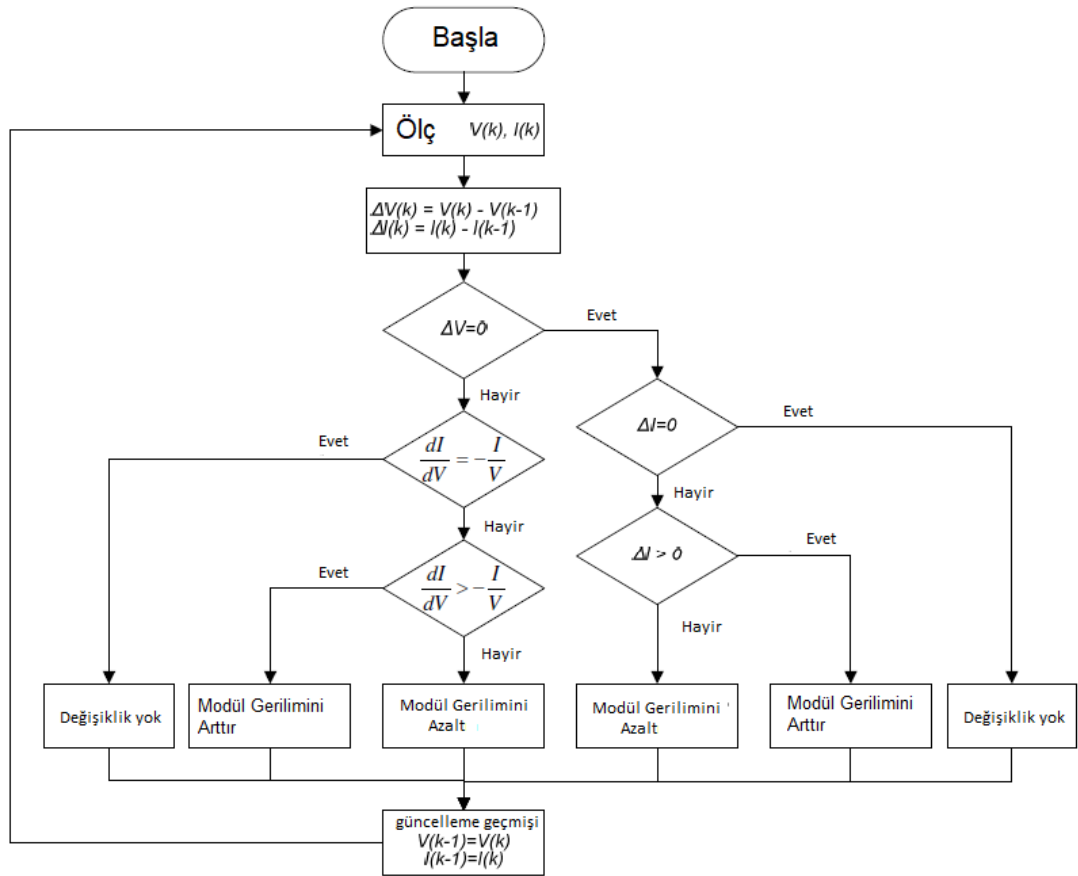 Başla
Ölç V(k), I(k)
ΔV(k) = V(k) - V(k-1)
ΔI(k) = I(k) - I(k-1)
ΔV=0
Evet
Hayir
ΔI=0
Evet
Evet
dI/dV = -I/V
Hayir
Hayir
ΔI > 0
Evet
Evet
dI/dV > -I/V
Hayir
Hayir
Değişiklik yok
Modül Gerilimini
Arttır
Modül Gerilimini
Azalt
Modül Gerilimini
Azalt
Modül Gerilimini
Arttır
Değişiklik yok
güncelleme geçmişi
V(k-1)=V(k)
I(k-1)=I(k)